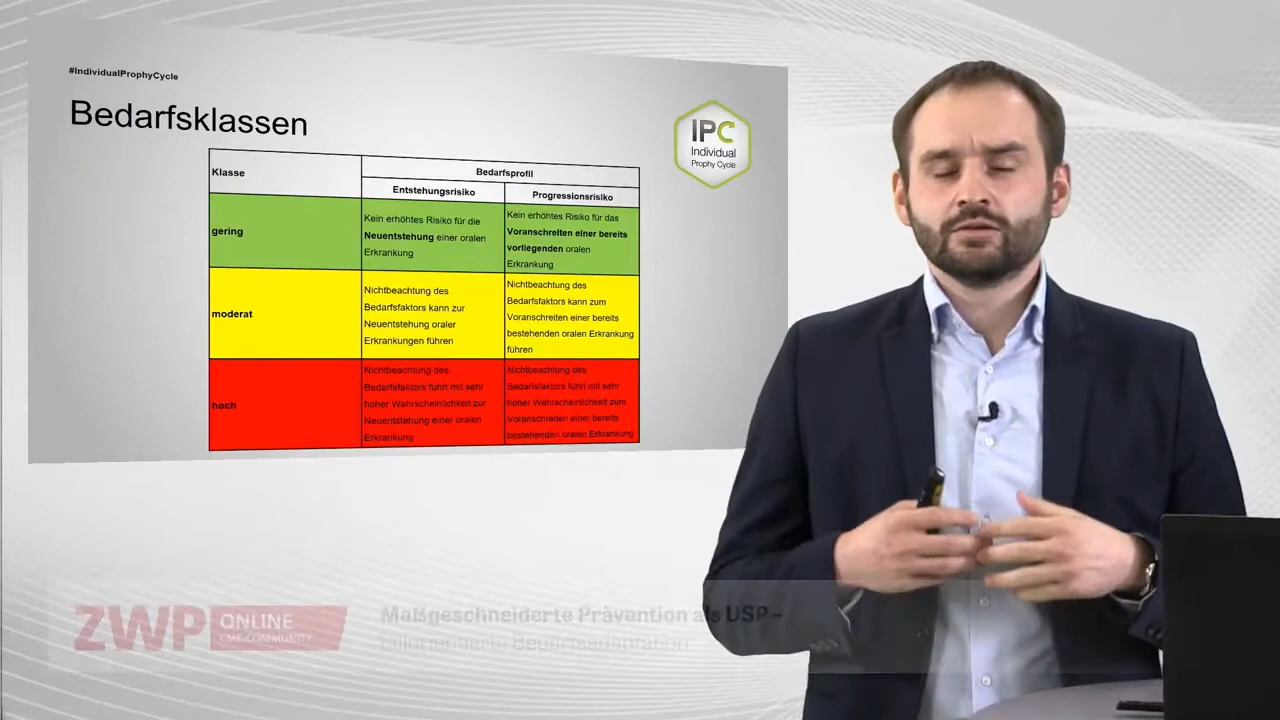 #IndividualProphyCycle
Bedarfsklassen
IPC
Individual
Prophy Cycle
Klasse
Bedarfsprofil
Entstehungsrisiko
Progressionsrisiko
gering
Kein erhöhtes Risiko für die
Neuentstehung einer oralen
Erkrankung
Kein erhöhtes Risiko für das
Voranschreiten einer bereits
vorliegenden oralen
Erkrankung
moderat
Nichtbeachtung des
Bedarfsfaktors kann zur
Neuentstehung oraler
Erkrankungen führen
Nichtbeachtung des
Bedarfsfaktors kann zum
Voranschreiten einer bereits
bestehenden oralen Erkrankung
führen
hoch
Nichtbeachtung des
Bedarfsfaktors führt mit sehr
hoher Wahrscheinlichkeit zur
Neuentstehung einer oralen
Erkrankung
Nichtbeachtung des
Bedarfsfaktors führt mit sehr
hoher Wahrscheinlichkeit zum
Voranschreiten einer bereits
bestehenden oralen Erkrankung
ZWP ONLINE
CME-COMMUNITY
Maßgeschneiderte Prävention als USP –